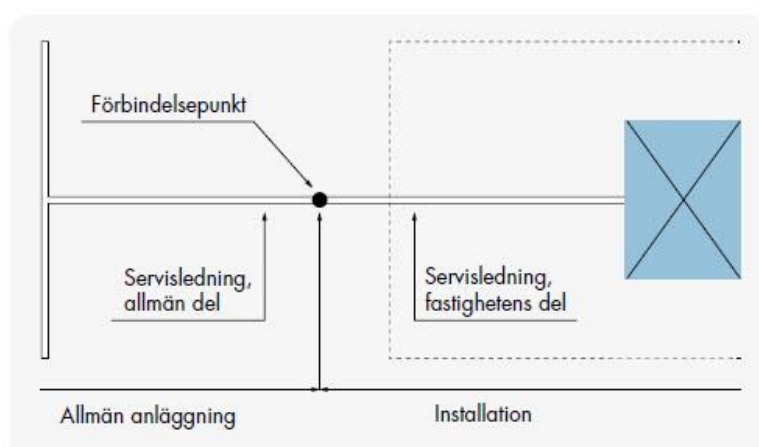 Förbindelsepunkt
Servisledning,
allmän del
Servisledning,
fastighetens del
Allmän anläggning
Installation